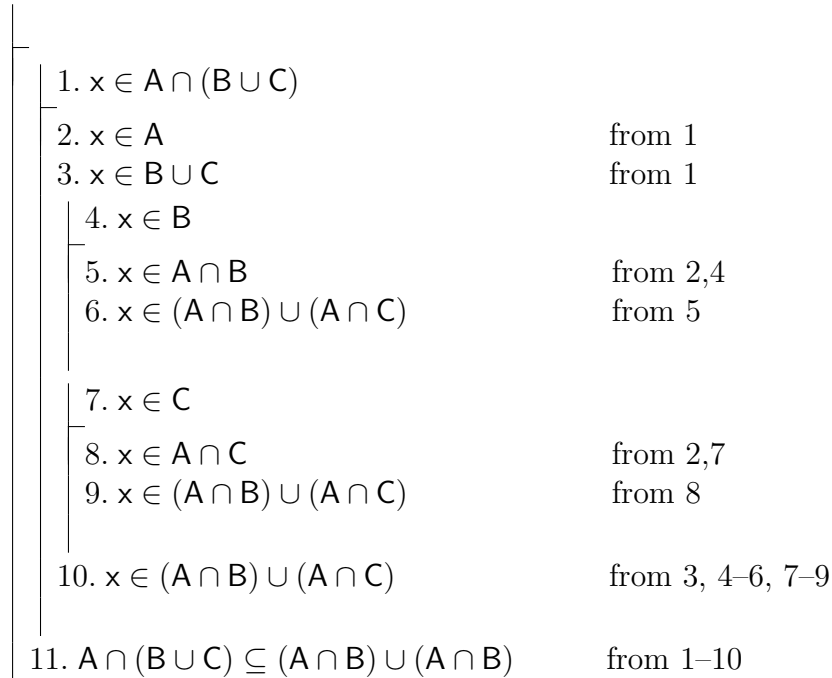 1. x ∈ A ∩ (B ∪ C)
2. x ∈ A from 1
3. x ∈ B ∪ C from 1
4. x ∈ B
5. x ∈ A ∩ B from 2,4
6. x ∈ (A ∩ B) ∪ (A ∩ C) from 5
7. x ∈ C
8. x ∈ A ∩ C from 2,7
9. x ∈ (A ∩ B) ∪ (A ∩ C) from 8
10. x ∈ (A ∩ B) ∪ (A ∩ C) from 3, 4–6, 7–9
11. A ∩ (B ∪ C) ⊆ (A ∩ B) ∪ (A ∩ B) from 1–10